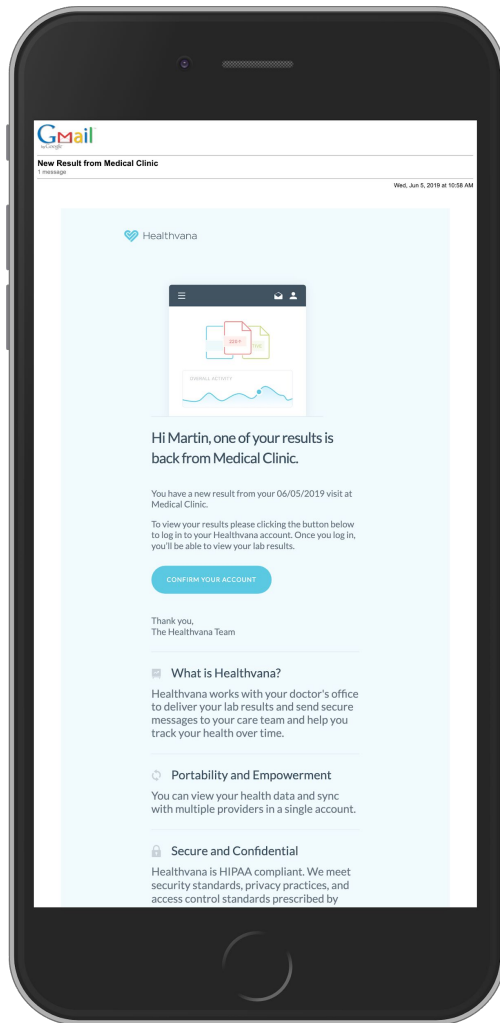 Gmail
by Google
New Result from Medical Clinic
1 message
Wed, Jun 5, 2019 at 10:58 AM
Healthvana
OVERALL ACTIVITY
Hi Martin, one of your results is
back from Medical Clinic.
You have a new result from your 06/05/2019 visit at
Medical Clinic.
To view your results please clicking the button below
to log in to your Healthvana account. Once you log in,
you'll be able to view your lab results.
CONFIRM YOUR ACCOUNT
Thank you,
The Healthvana Team
What is Healthvana?
Healthvana works with your doctor's office
to deliver your lab results and send secure
messages to your care team and help you
track your health over time.
Portability and Empowerment
You can view your health data and sync
with multiple providers in a single account.
Secure and Confidential
Healthvana is HIPAA compliant. We meet
security standards, privacy practices, and
access control standards prescribed by